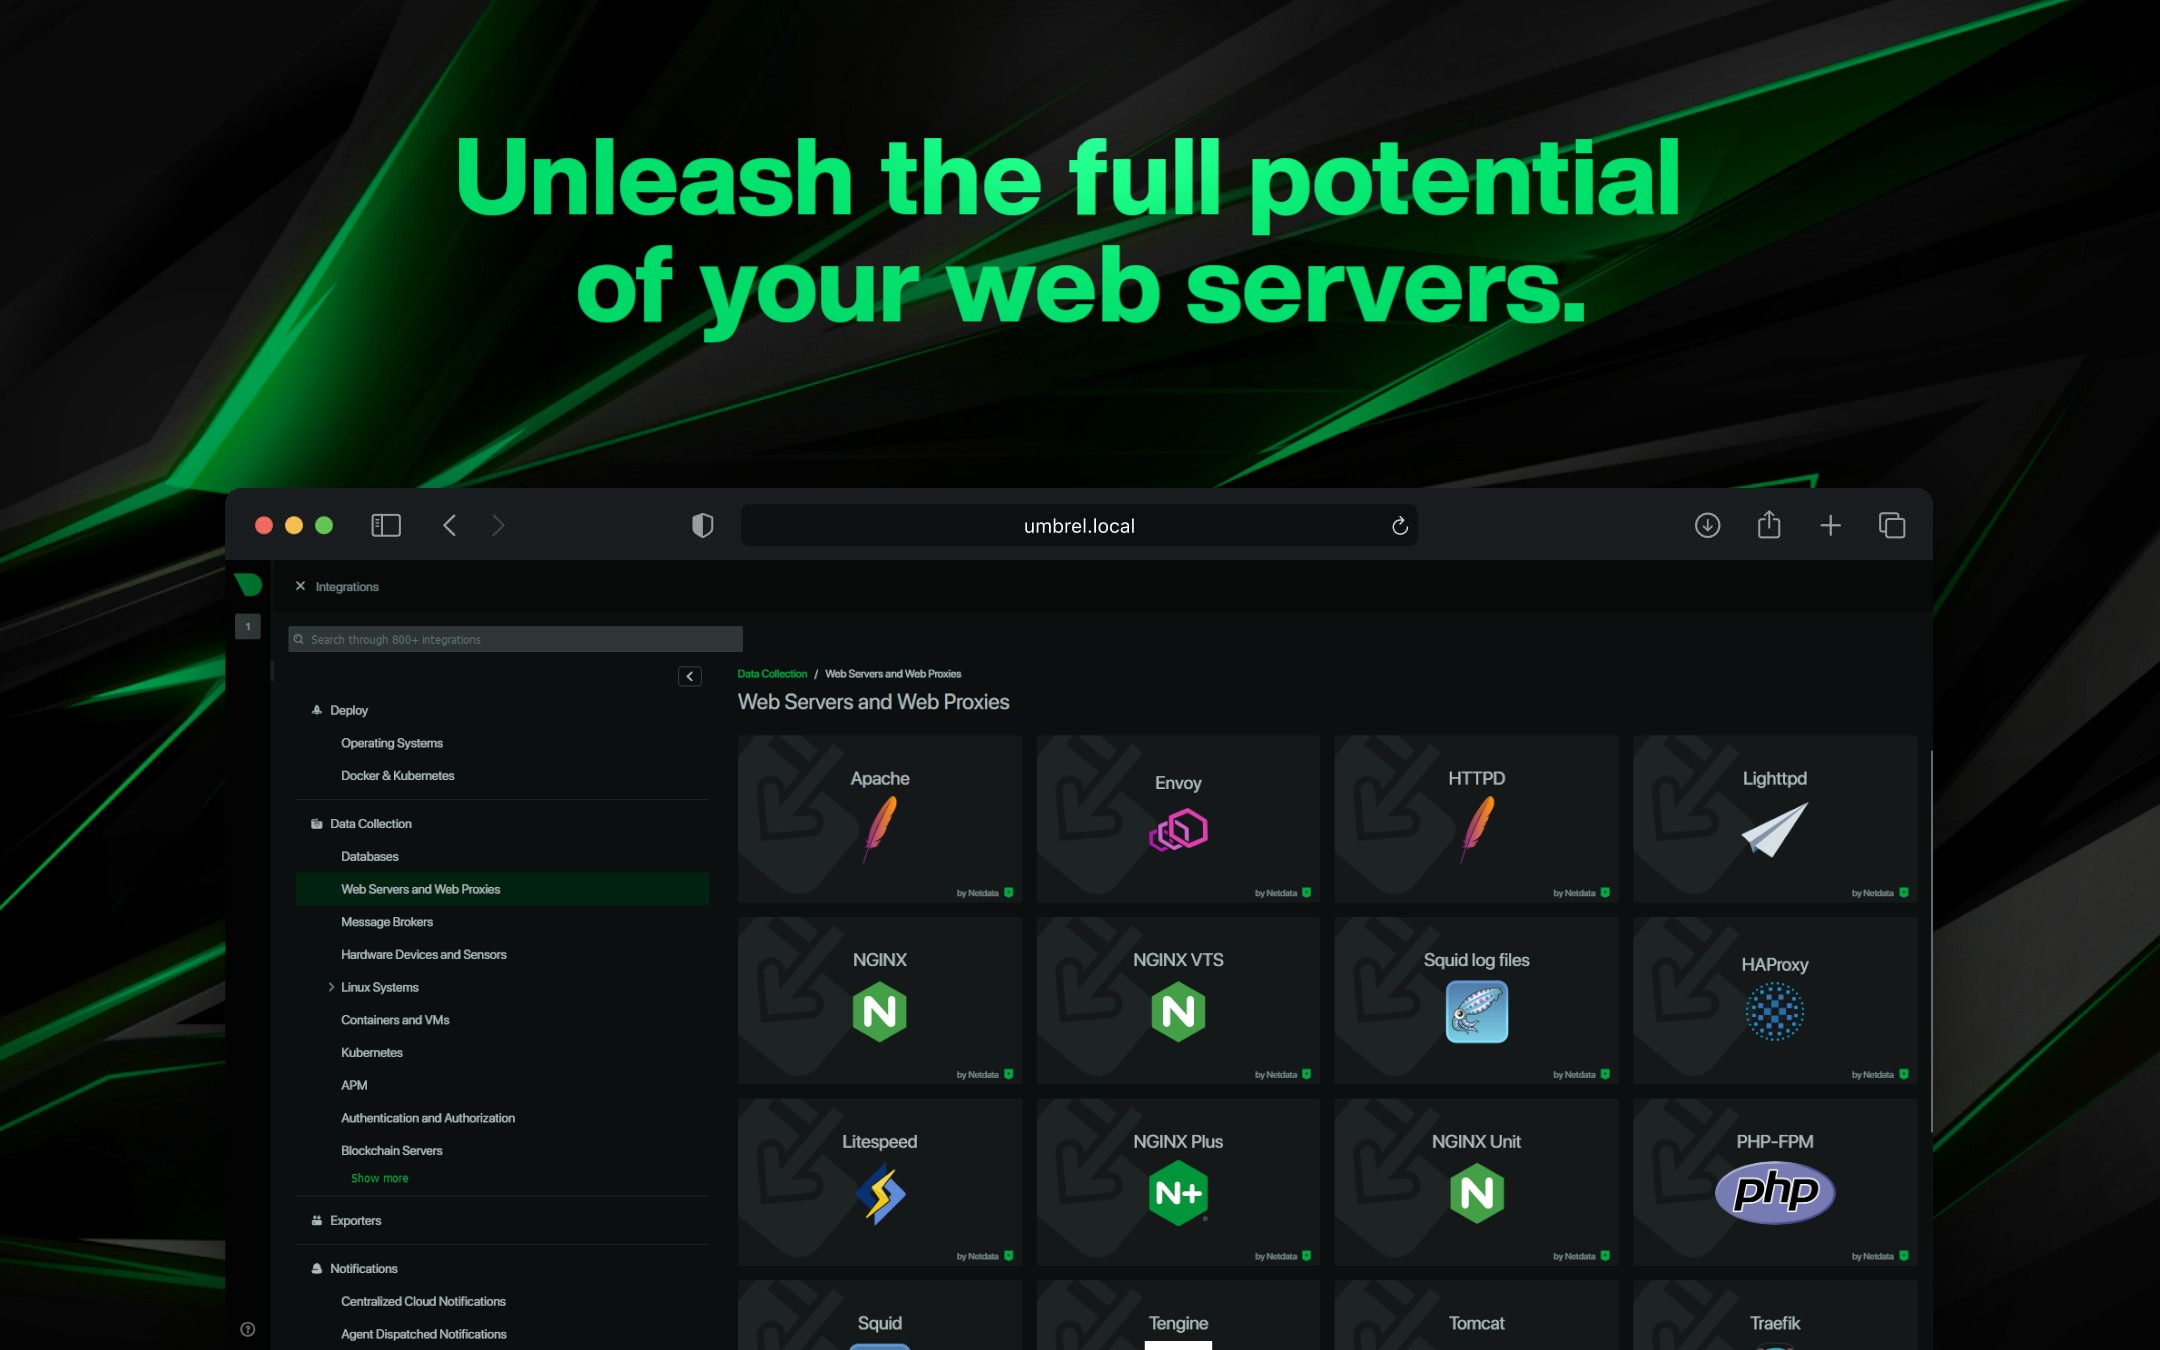 Unleash the full potential
of your web servers.
umbrel.local
Integrations
1
Search through 800+ integrations
Deploy
Operating Systems
Docker & Kubernetes
Data Collection
Databases
Web Servers and Web Proxies
Message Brokers
Hardware Devices and Sensors
Linux Systems
Containers and VMs
Kubernetes
APM
Authentication and Authorization
Blockchain Servers
Show more
Exporters
Notifications
Centralized Cloud Notifications
Agent Dispatched Notifications
Data Collection / Web Servers and Web Proxies
Web Servers and Web Proxies
Apache
by Netdata
Envoy
by Netdata
HTTPD
by Netdata
Lighttpd
by Netdata
NGINX
N
by Netdata
NGINX VTS
N
by Netdata
Squid log files
by Netdata
HAProxy
by Netdata
Litespeed
by Netdata
NGINX Plus
N+
by Netdata
NGINX Unit
N
by Netdata
PHP-FPM
php
by Netdata
Squid
Tengine
Tomcat
Traefik